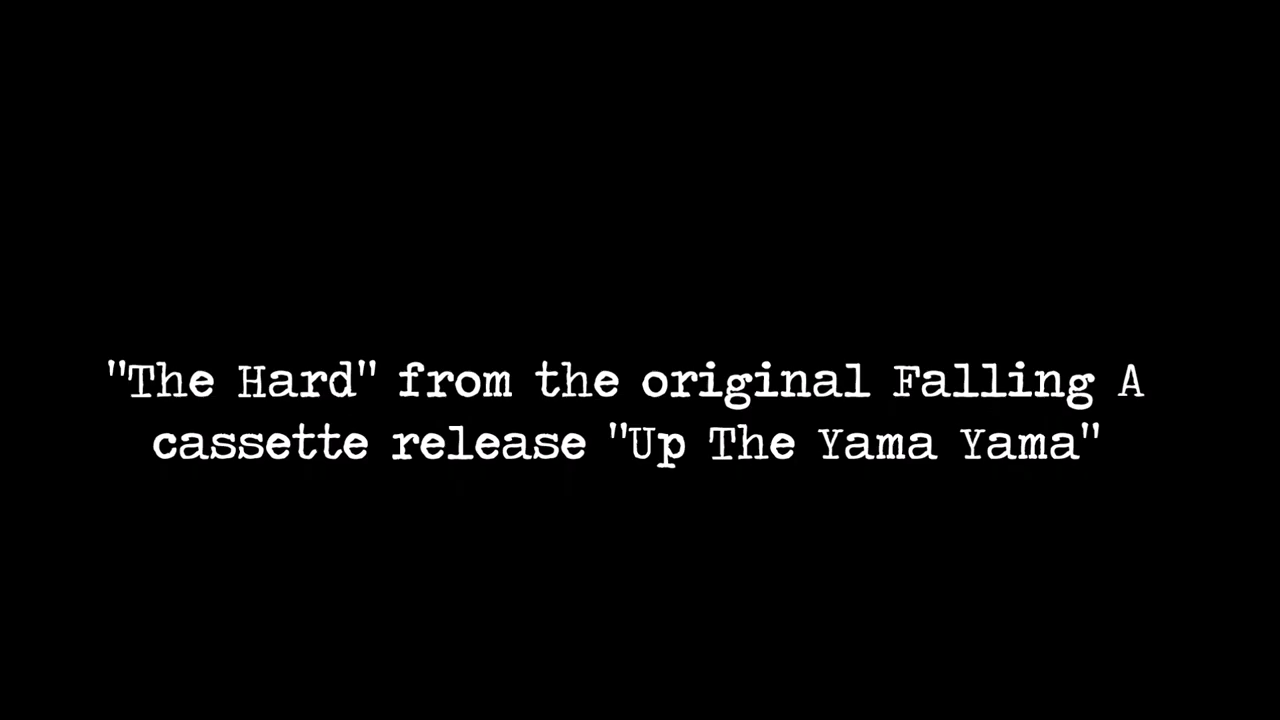 "The Hard" from the original Falling A
cassette release "Up The Yama Yama"